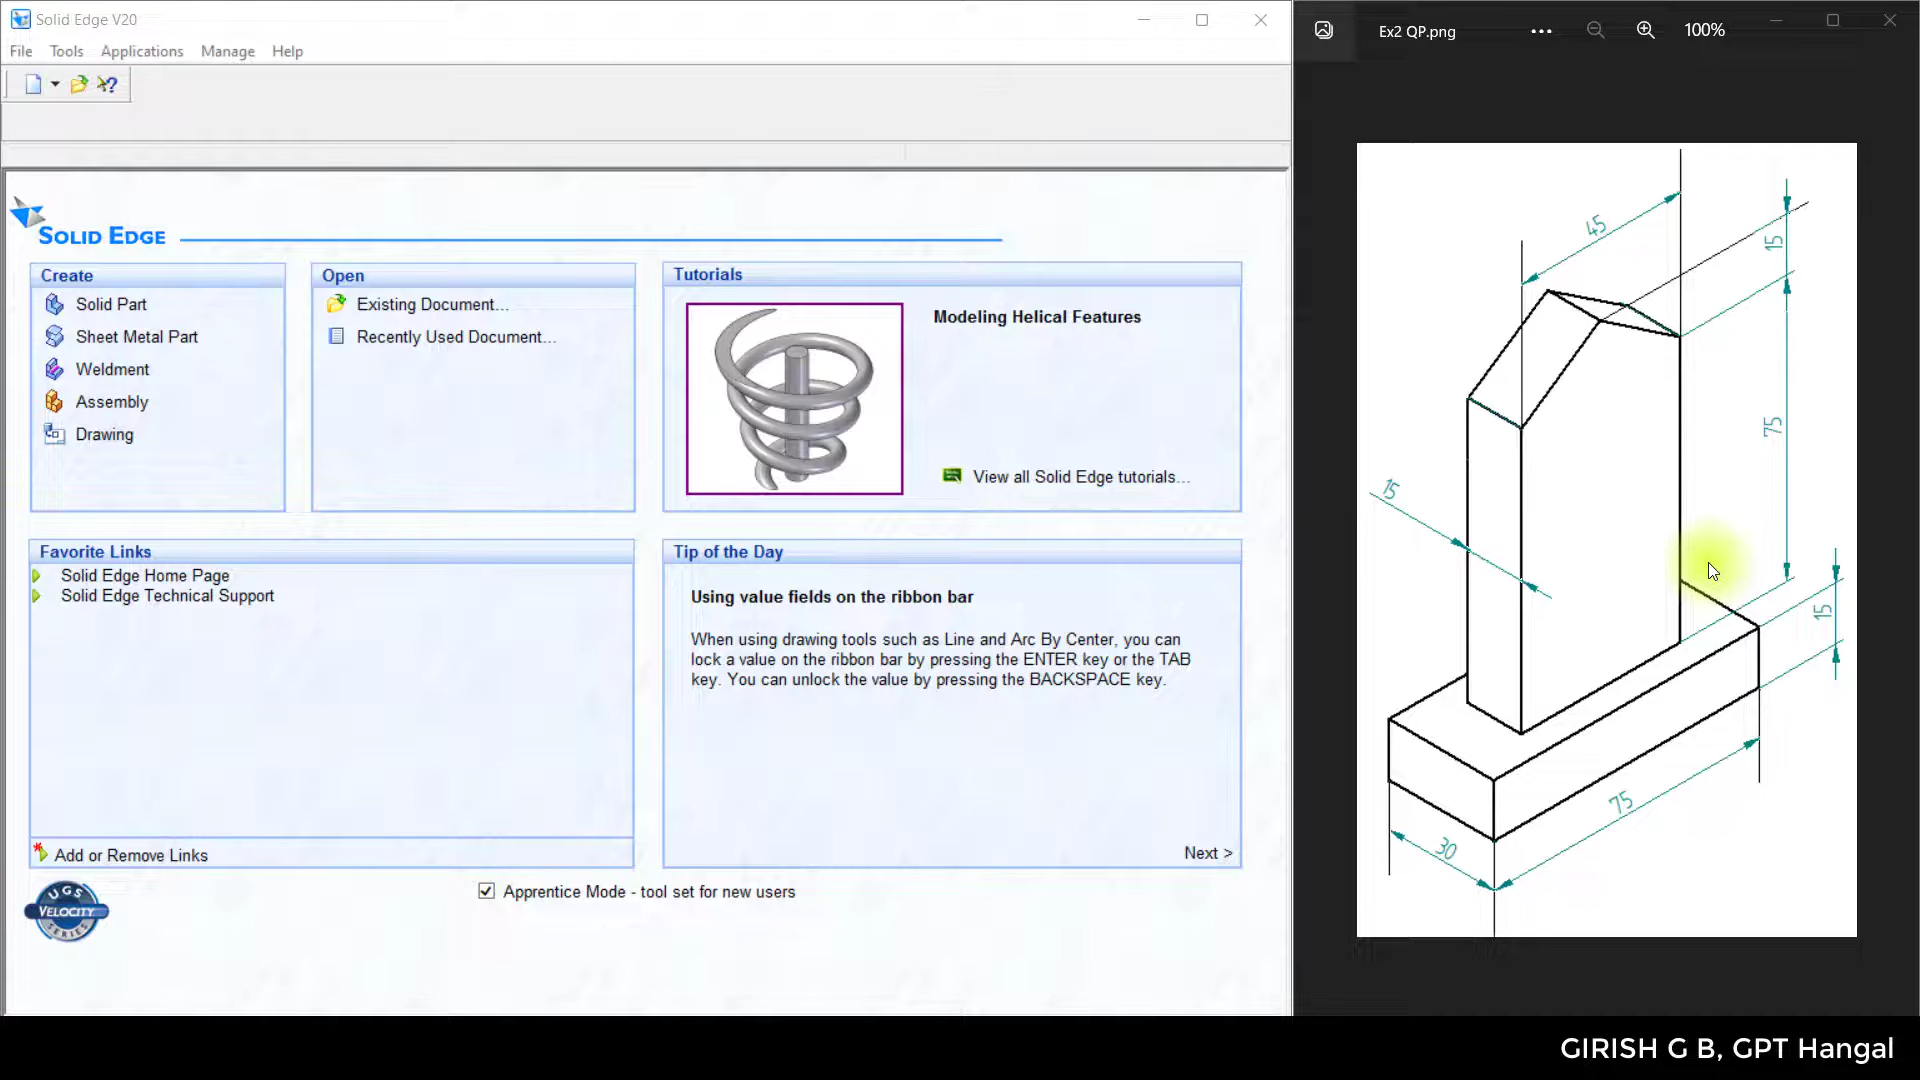 Solid Edge V20
File Tools Applications Manage Help
SOLID EDGE
Create
Solid Part
Sheet Metal Part
Weldment
Assembly
Drawing
Open
Existing Document...
Recently Used Document...
Tutorials
Modeling Helical Features
View all Solid Edge tutorials...
Favorite Links
Solid Edge Home Page
Solid Edge Technical Support
Add or Remove Links
Tip of the Day
Using value fields on the ribbon bar
When using drawing tools such as Line and Arc By Center, you can
lock a value on the ribbon bar by pressing the ENTER key or the TAB
key. You can unlock the value by pressing the BACKSPACE key.
Next >
UGS
VELOCITY
SERIES
Apprentice Mode - tool set for new users
Ex2 QP.png
100%
45
15
75
15
15
75
30
GIRISH G B, GPT Hangal